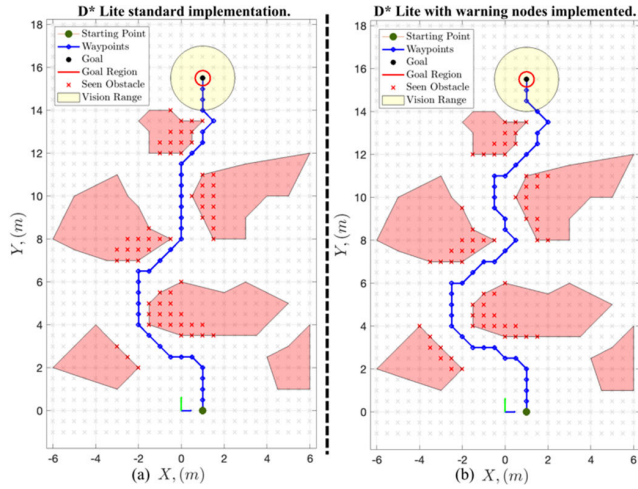 D* Lite standard implementation.
18
16
14
12
10
8
6
4
2
0
-6
-4
-2
0
2
4
6
Y, (m)
(a) X, (m)
Starting Point
Waypoints
Goal
Goal Region
Seen Obstacle
Vision Range
D* Lite with warning nodes implemented.
18
16
14
12
10
8
6
4
2
0
-6
-4
-2
0
2
4
6
Y, (m)
(b) X, (m)
Starting Point
Waypoints
Goal
Goal Region
Seen Obstacle
Vision Range